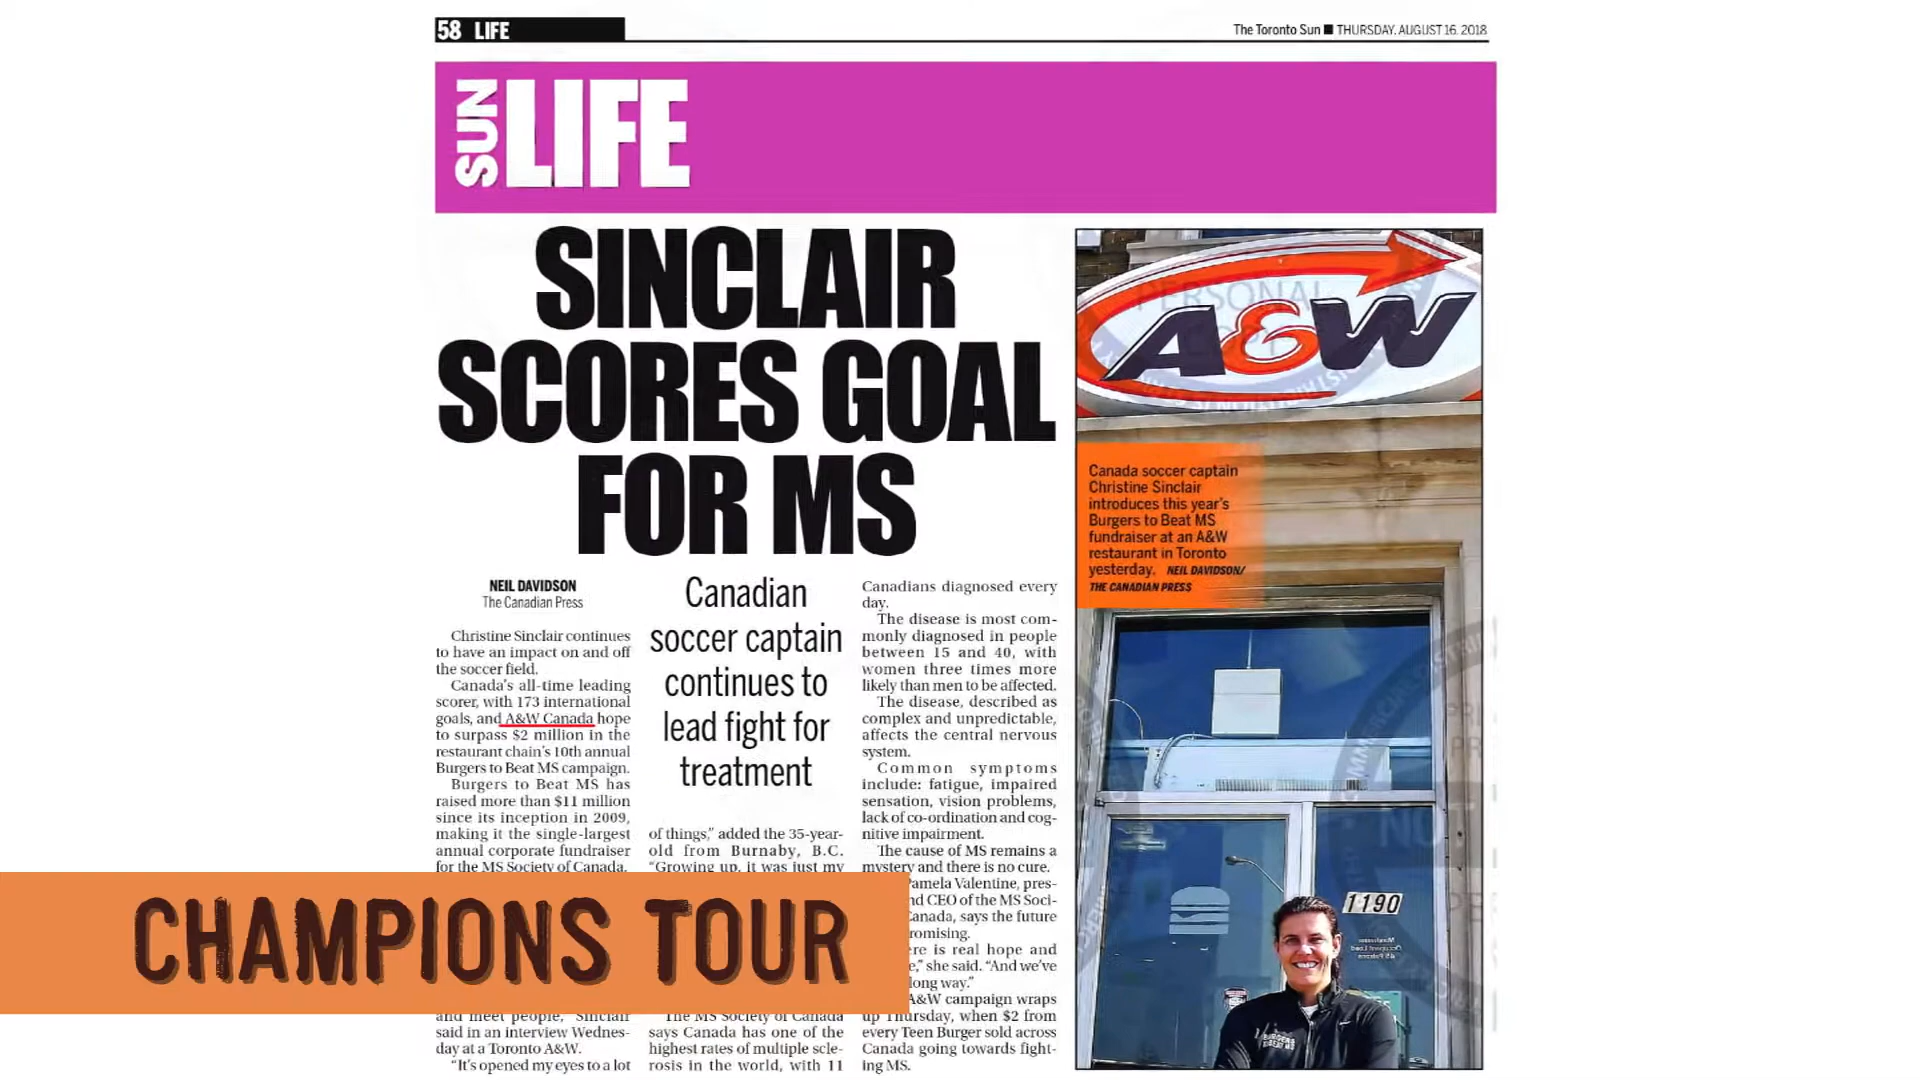 58 LIFE
The Toronto Sun ■ THURSDAY, AUGUST 16, 2018
SUN LIFE
SINCLAIR
SCORES GOAL
FOR MS
NEIL DAVIDSON
The Canadian Press
Christine Sinclair continues
to have an impact on and off
the soccer field.
Canada's all-time leading
scorer, with 173 international
goals, and A&W Canada hope
to surpass $2 million in the
restaurant chain's 10th annual
Burgers to Beat MS campaign.
Burgers to Beat MS has
raised more than $11 million
since its inception in 2009,
making it the single-largest
annual corporate fundraiser
for the MS Society of Canada.
and meet people," Sinclair
said in an interview Wednes-
day at a Toronto A&W.
"It's opened my eyes to a lot
Canadian
soccer captain
continues to
lead fight for
treatment
of things," added the 35-year-
old from Burnaby, B.C.
"Growing up, it was just my
The MS Society of Canada
says Canada has one of the
highest rates of multiple scle-
rosis in the world, with 11
Canadians diagnosed every
day.
The disease is most com-
monly diagnosed in people
between 15 and 40, with
women three times more
likely than men to be affected.
The disease, described as
complex and unpredictable,
affects the central nervous
system.
Common symptoms
include: fatigue, impaired
sensation, vision problems,
lack of co-ordination and cog-
nitive impairment.
The cause of MS remains a
mystery and there is no cure.
Pamela Valentine, pres-
nd CEO of the MS Soci-
Canada, says the future
romising.
ere is real hope and
e," she said. "And we've
long way."
A&W campaign wraps
up Thursday, when $2 from
every Teen Burger sold across
Canada going towards fight-
ing MS.
A&W
Canada soccer captain
Christine Sinclair
introduces this year's
Burgers to Beat MS
fundraiser at an A&W
restaurant in Toronto
yesterday. NEIL DAVIDSON/
THE CANADIAN PRESS
1190
BURGERS
TO BEAT MS
CHAMPIONS TOUR